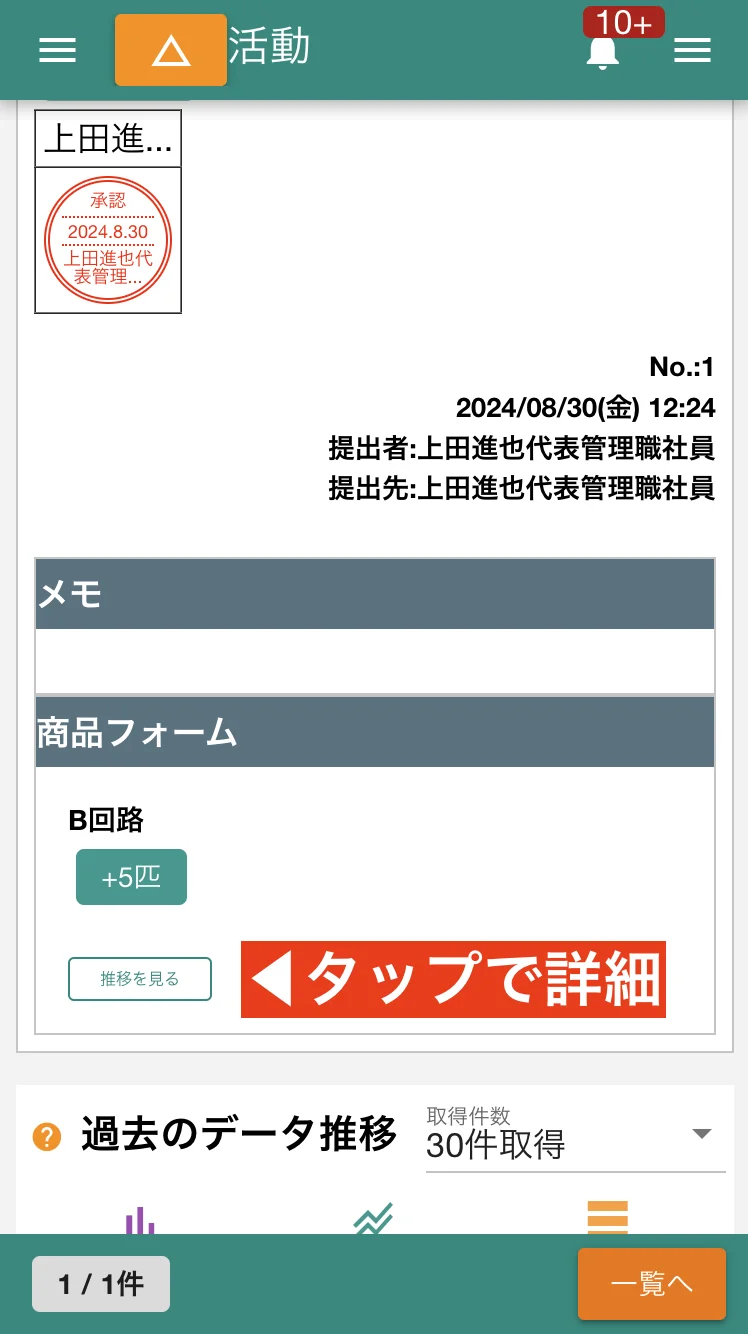 活動
10+
上田進...
承認
2024.8.30
上田進也代
表管理...
No.:1
2024/08/30(金) 12:24
提出者:上田進也代表管理職社員
提出先:上田進也代表管理職社員
メモ
商品フォーム
B回路
+5匹
推移を見る
◀タップで詳細
? 過去のデータ推移
取得件数
30件取得
1 / 1件
一覧へ